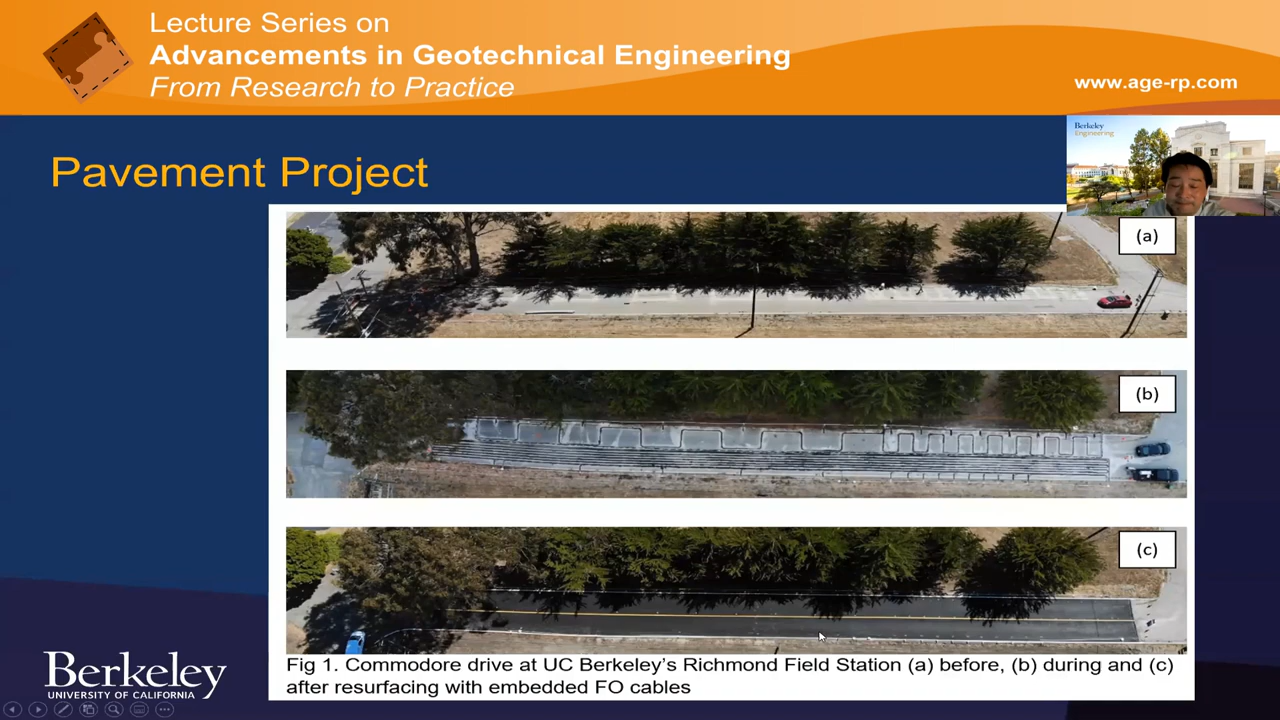 Lecture Series on
Advancements in Geotechnical Engineering
From Research to Practice
www.age-rp.com
Berkeley
Engineering
Pavement Project
(a)
(b)
(c)
Fig 1. Commodore drive at UC Berkeley's Richmond Field Station (a) before, (b) during and (c)
after resurfacing with embedded FO cables
Berkeley
UNIVERSITY OF CALIFORNIA